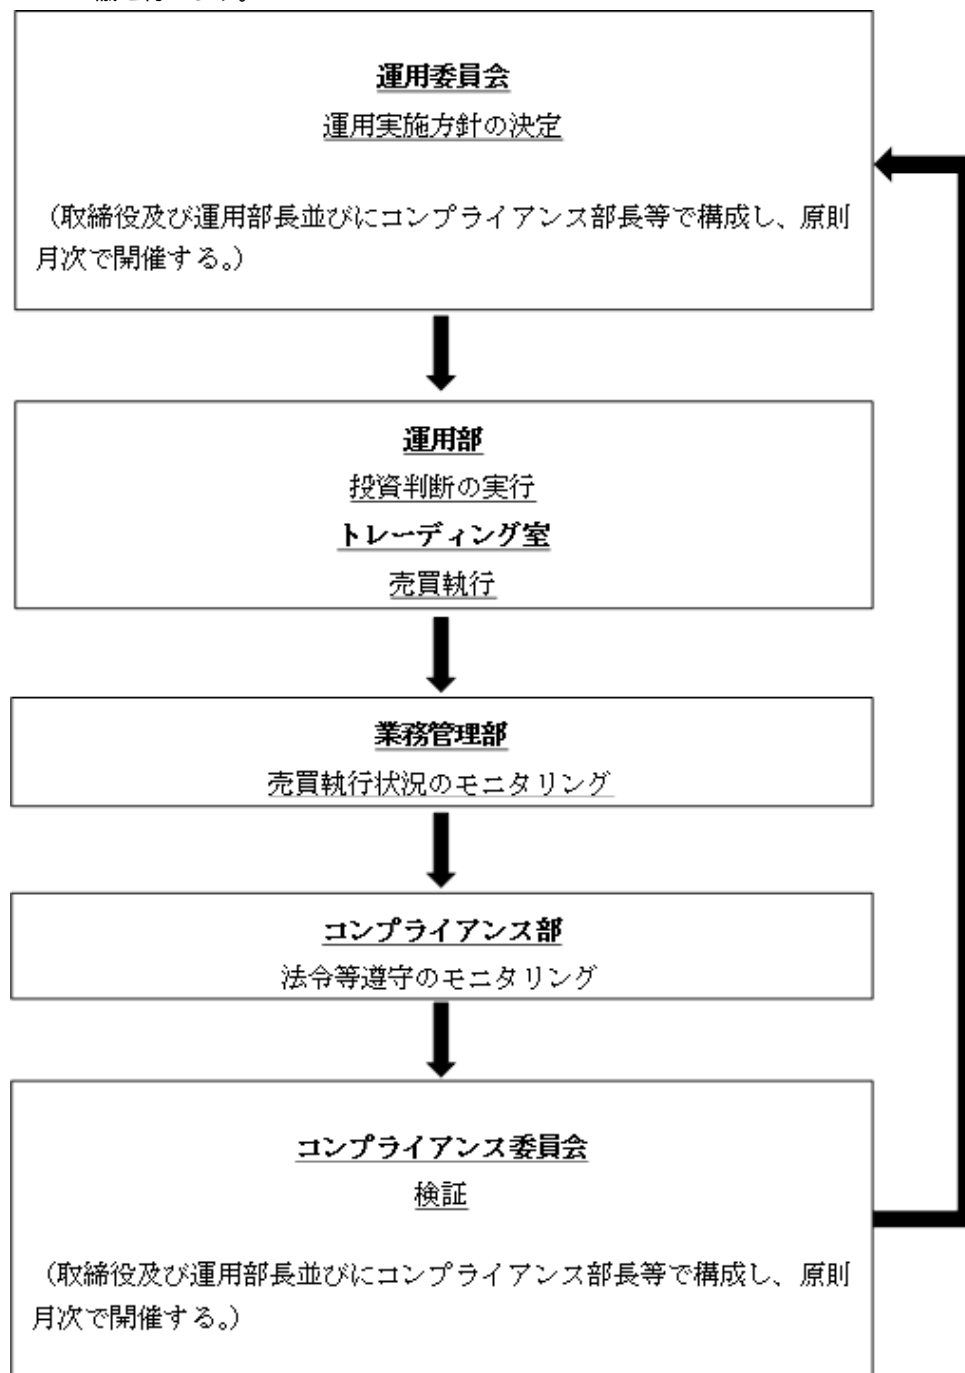 運用委員会
運用実施方針の決定
(取締役及び運用部長並びにコンプライアンス部長等で構成し、原則
月次で開催する。)
運用部
投資判断の実行
トレーディング室
売買執行
業務管理部
売買執行状況のモニタリング
コンプライアンス部
法令等遵守のモニタリング
コンプライアンス委員会
検証
(取締役及び運用部長並びにコンプライアンス部長等で構成し、原則
月次で開催する。)